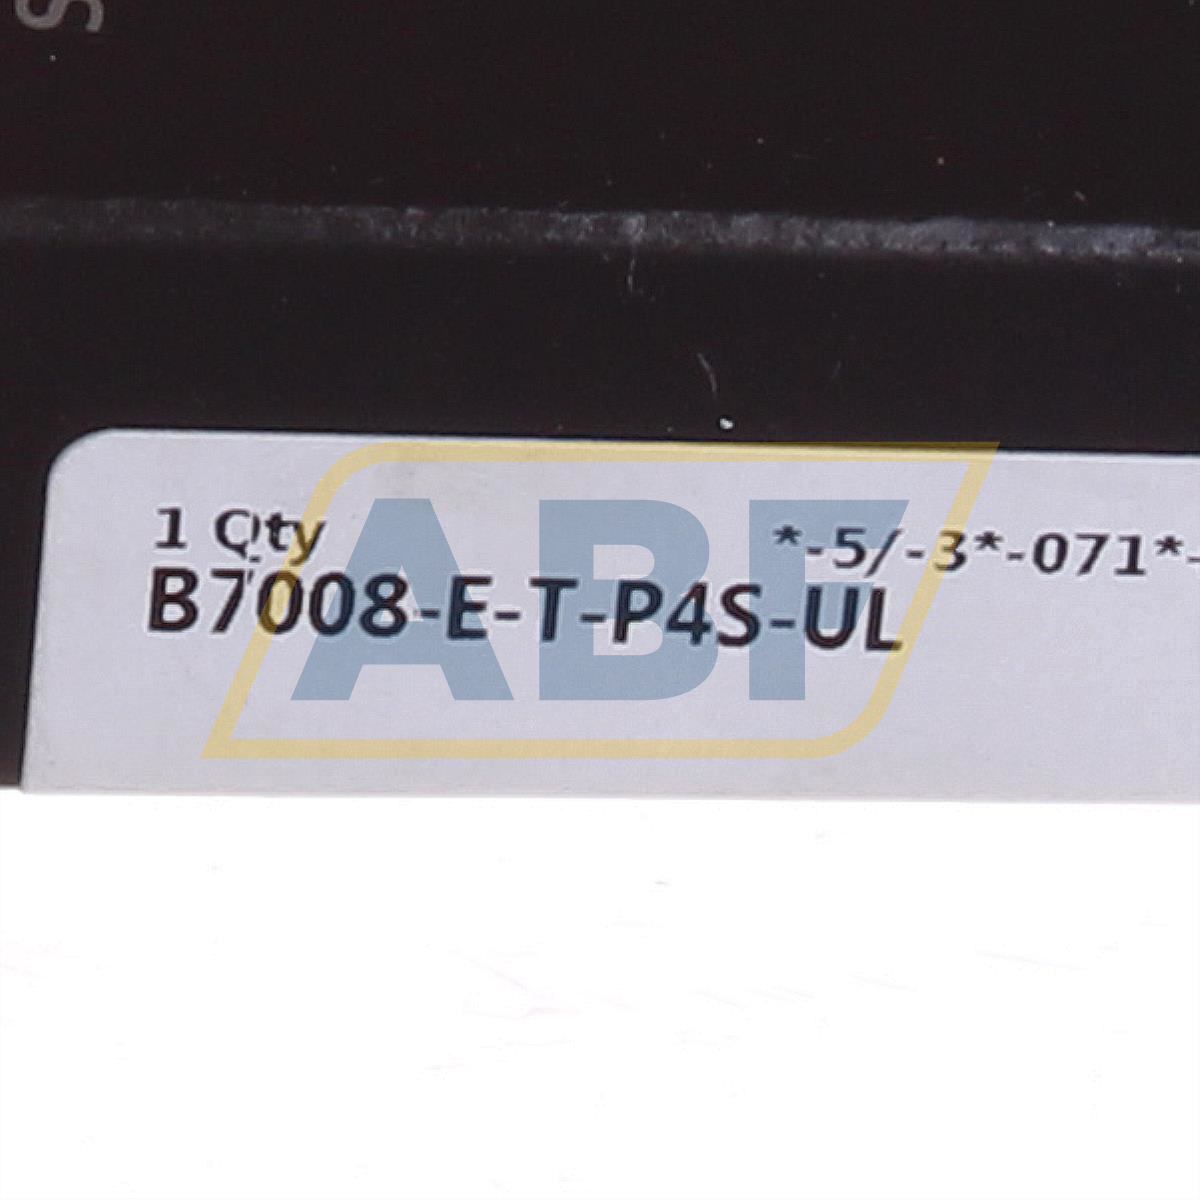 S
1 Qty *-5/-3*-071*-
B7008-E-T-P4S-UL
ABF